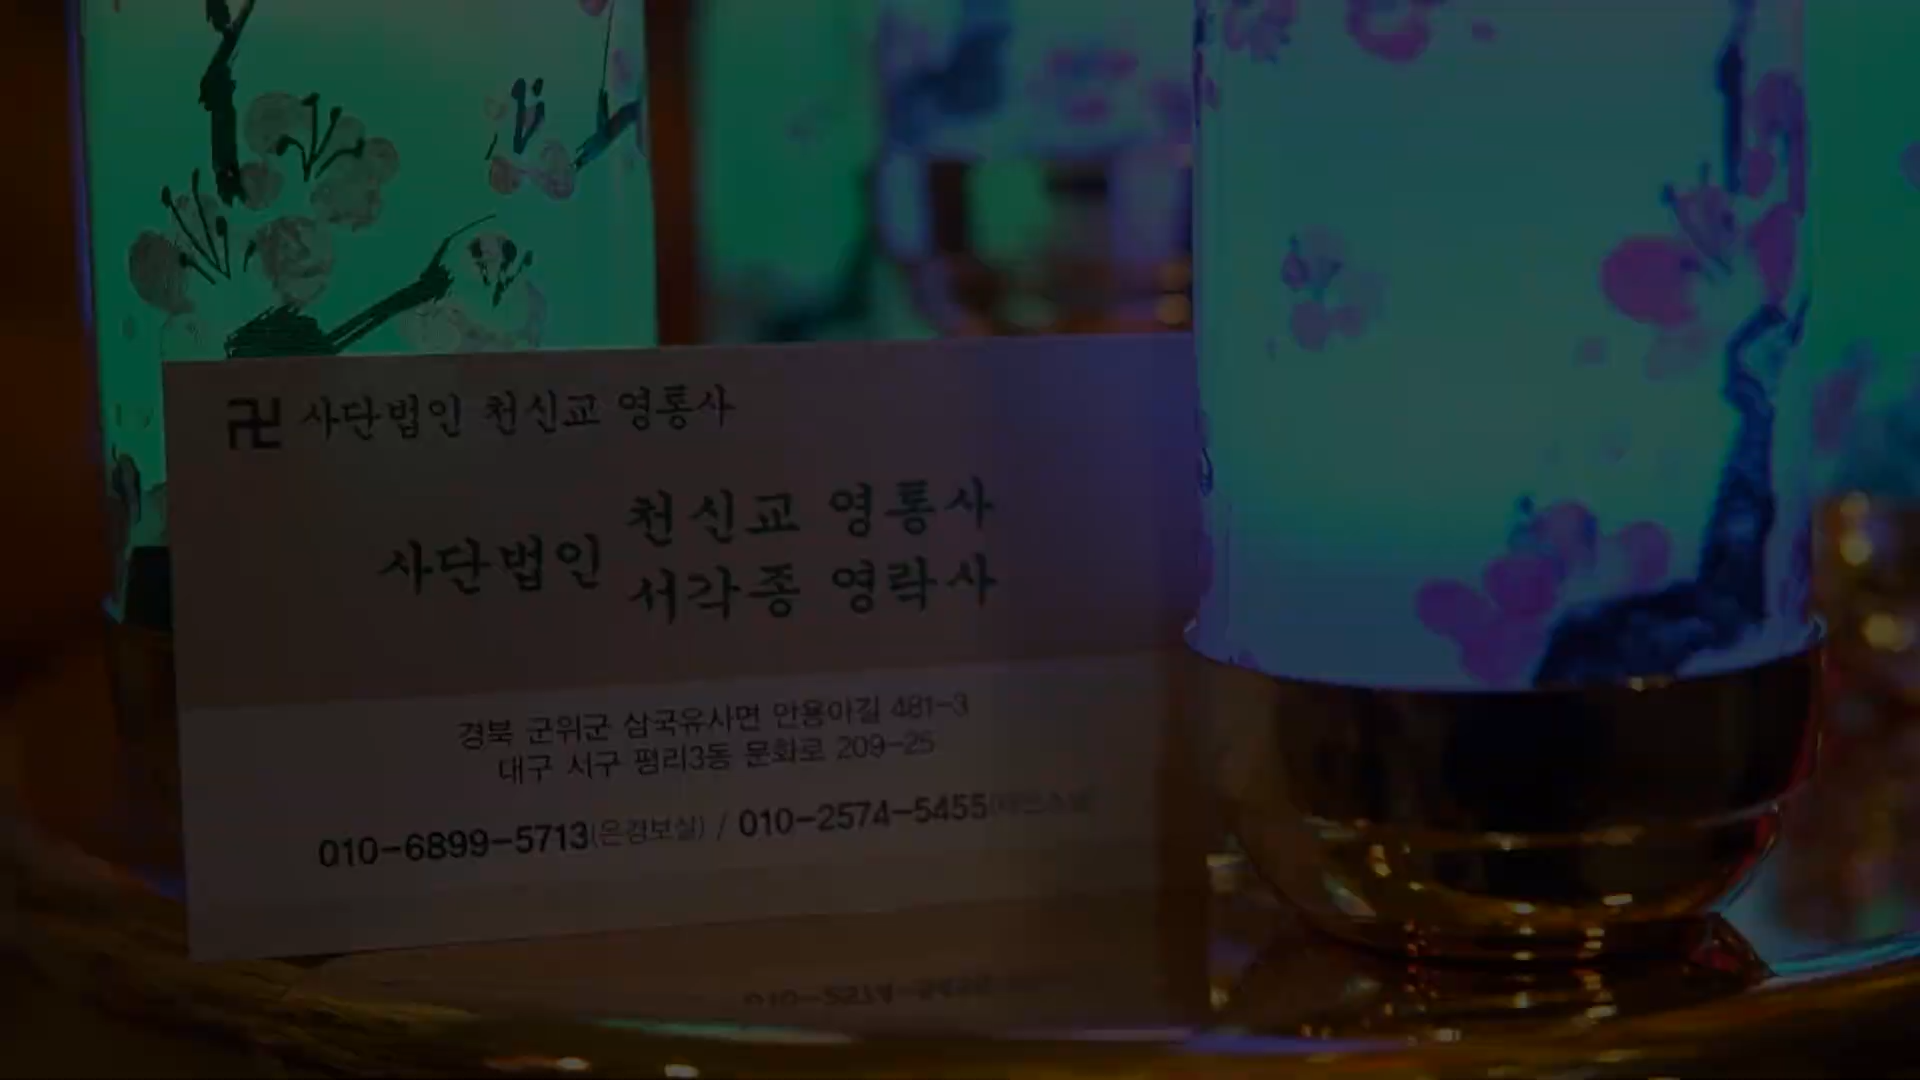 卍 사단법인 천신교 영통사
사단법인 천신교 영통사
서각종 영락사
경북 군위군 삼국유사면 안용아길 481-3
대구 서구 평리3동 문화로 209-25
010-6899-5713(은경보살) / 010-2574-5455